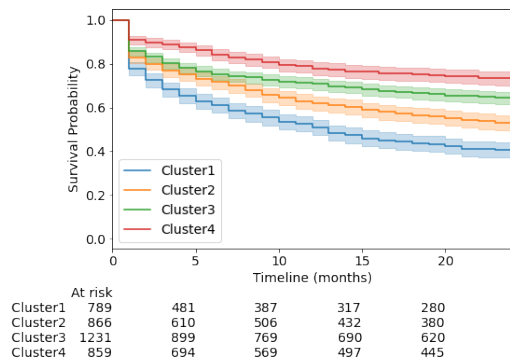 1.0
0.8
0.6
0.4
0.2
0.0
Survival Probability
Cluster1
Cluster2
Cluster3
Cluster4
0 5 10 15 20
Timeline (months)
At risk
Cluster1 789 481 387 317 280
Cluster2 866 610 506 432 380
Cluster3 1231 899 769 690 620
Cluster4 859 694 569 497 445